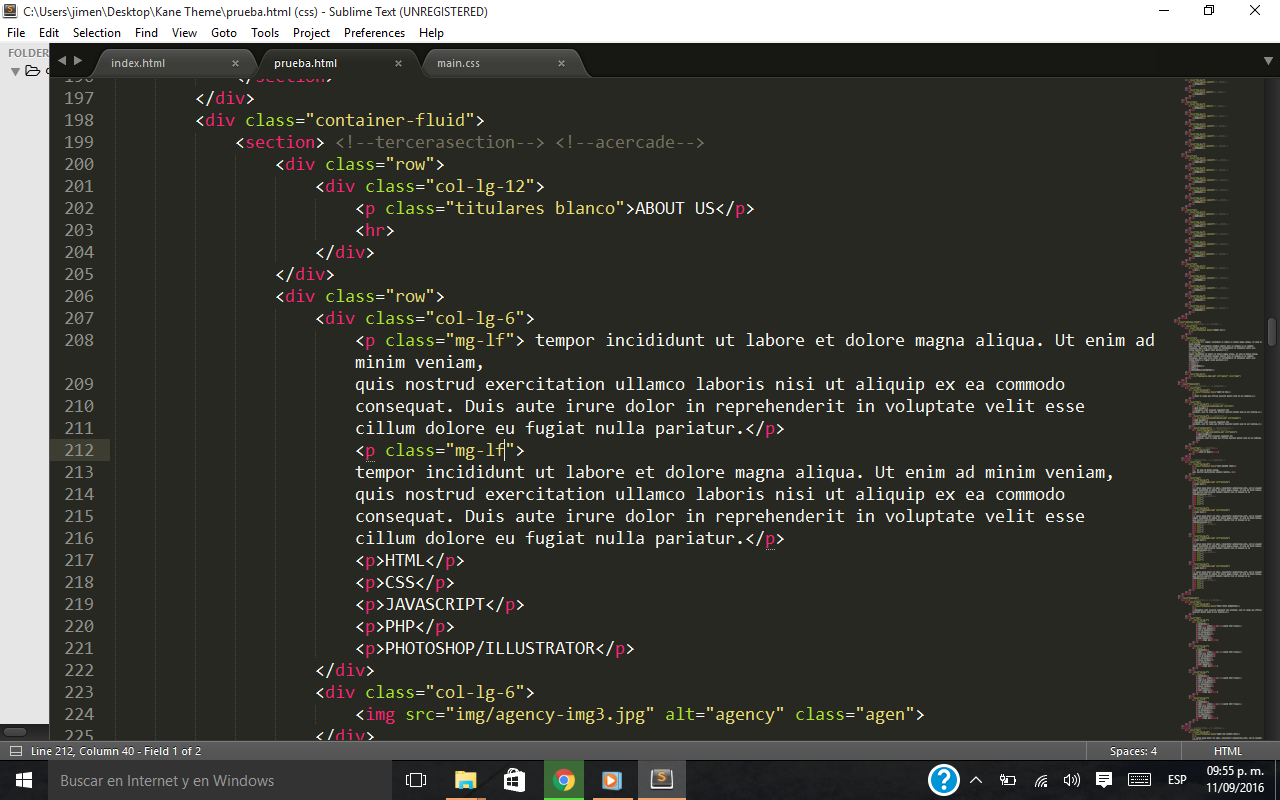 C:\Users\jimen\Desktop\Kane Theme\prueba.html (css) - Sublime Text (UNREGISTERED)
File Edit Selection Find View Goto Tools Project Preferences Help
FOLDER
index.html × prueba.html × main.css ×
196 </section>
197 </div>
198 <div class="container-fluid">
199 <section> <!--tercerasection--> <!--acercade-->
200 <div class="row">
201 <div class="col-lg-12">
202 <p class="titulares blanco">ABOUT US</p>
203 <hr>
204 </div>
205 </div>
206 <div class="row">
207 <div class="col-lg-6">
208 <p class="mg-lf"> tempor incididunt ut labore et dolore magna aliqua. Ut enim ad
minim veniam,
209 quis nostrud exercitation ullamco laboris nisi ut aliquip ex ea commodo
210 consequat. Duis aute irure dolor in reprehenderit in voluptate velit esse
211 cillum dolore eu fugiat nulla pariatur.</p>
212 <p class="mg-lf">
213 tempor incididunt ut labore et dolore magna aliqua. Ut enim ad minim veniam,
214 quis nostrud exercitation ullamco laboris nisi ut aliquip ex ea commodo
215 consequat. Duis aute irure dolor in reprehenderit in voluptate velit esse
216 cillum dolore eu fugiat nulla pariatur.</p>
217 <p>HTML</p>
218 <p>CSS</p>
219 <p>JAVASCRIPT</p>
220 <p>PHP</p>
221 <p>PHOTOSHOP/ILLUSTRATOR</p>
222 </div>
223 <div class="col-lg-6">
224 <img src="img/agency-img3.jpg" alt="agency" class="agen">
225 </div>
Line 212, Column 40 - Field 1 of 2 Spaces: 4 HTML
Buscar en Internet y en Windows
ESP
09:55 p. m.
11/09/2016